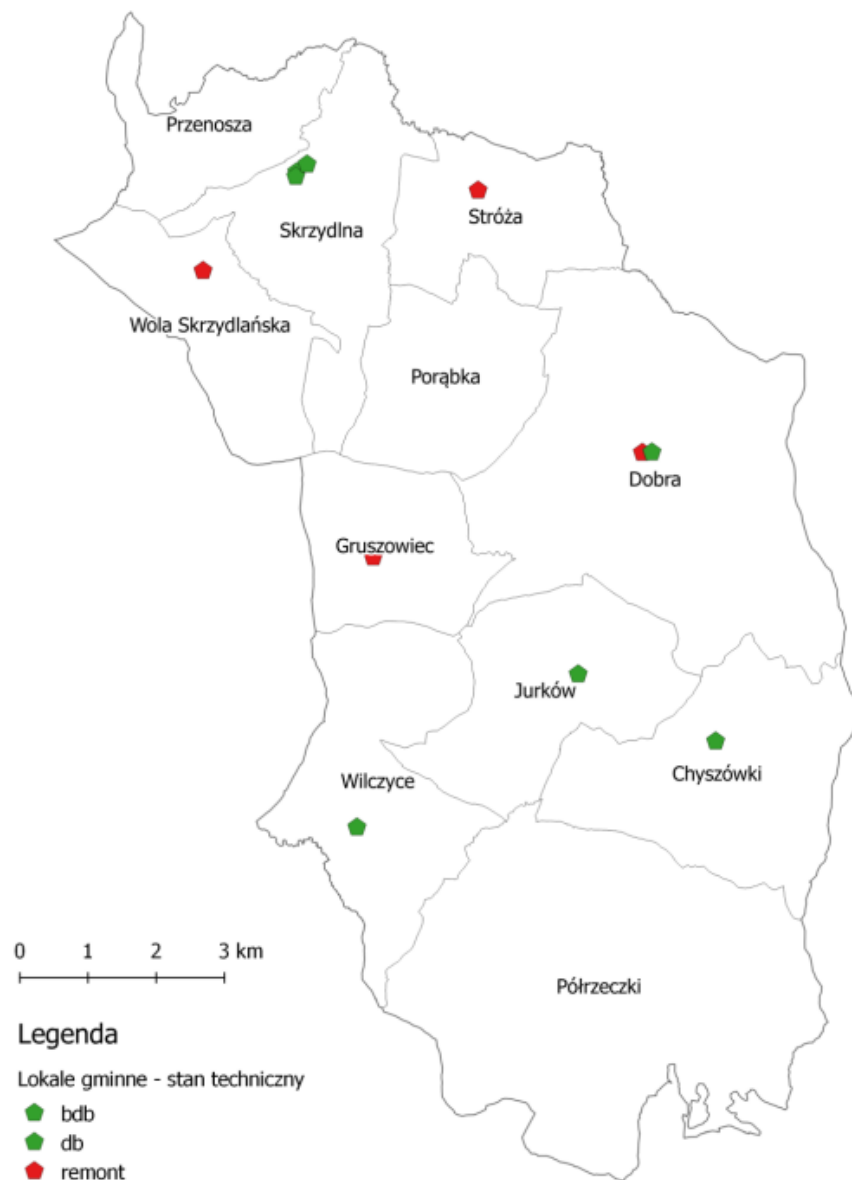 Przenosza
Skrzydlna
Stróża
Wola Skrzydlańska
Porąbka
Dobra
Gruszowiec
Jurków
Chyszówki
Wilczyce
Półrzeczki
0 1 2 3 km
Legenda
Lokale gminne - stan techniczny
bdb
db
remont